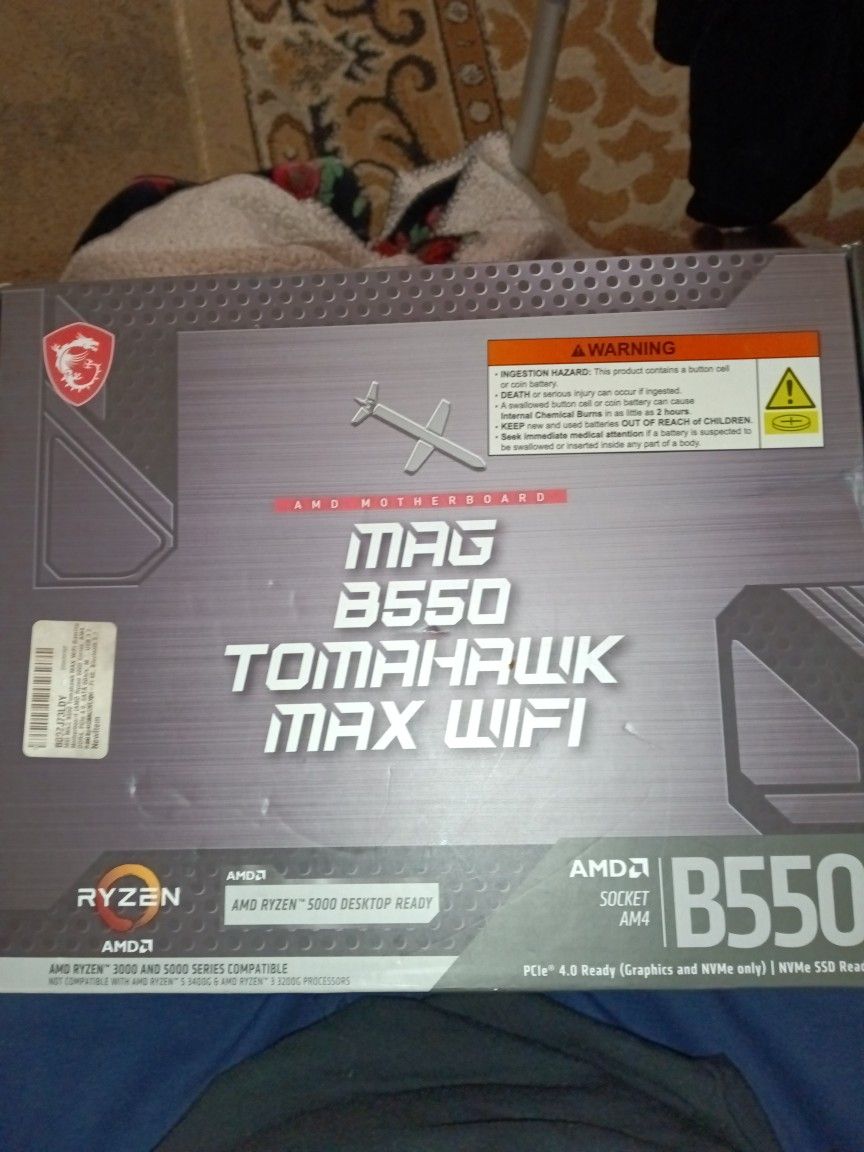 WARNING
• INGESTION HAZARD: This product contains a button cell
or coin battery.
• DEATH or serious injury can occur if ingested.
• A swallowed button cell or coin battery can cause
Internal Chemical Burns in as little as 2 hours.
• KEEP new and used batteries OUT OF REACH of CHILDREN.
• Seek immediate medical attention if a battery is suspected to
be swallowed or inserted inside any part of a body.
AMD MOTHERBOARD
MAG
B550
TOMAHAWK
MAX WIFI
NewItem
RYZEN
AMD
AMD
AMD RYZEN™ 5000 DESKTOP READY
AMD RYZEN™ 3000 AND 5000 SERIES COMPATIBLE
NOT COMPATIBLE WITH AMD RYZEN™ 5 3400G & AMD RYZEN™ 3 3200G PROCESSORS
AMD
SOCKET
AM4
B550
PCIe® 4.0 Ready (Graphics and NVMe only) | NVMe SSD Read